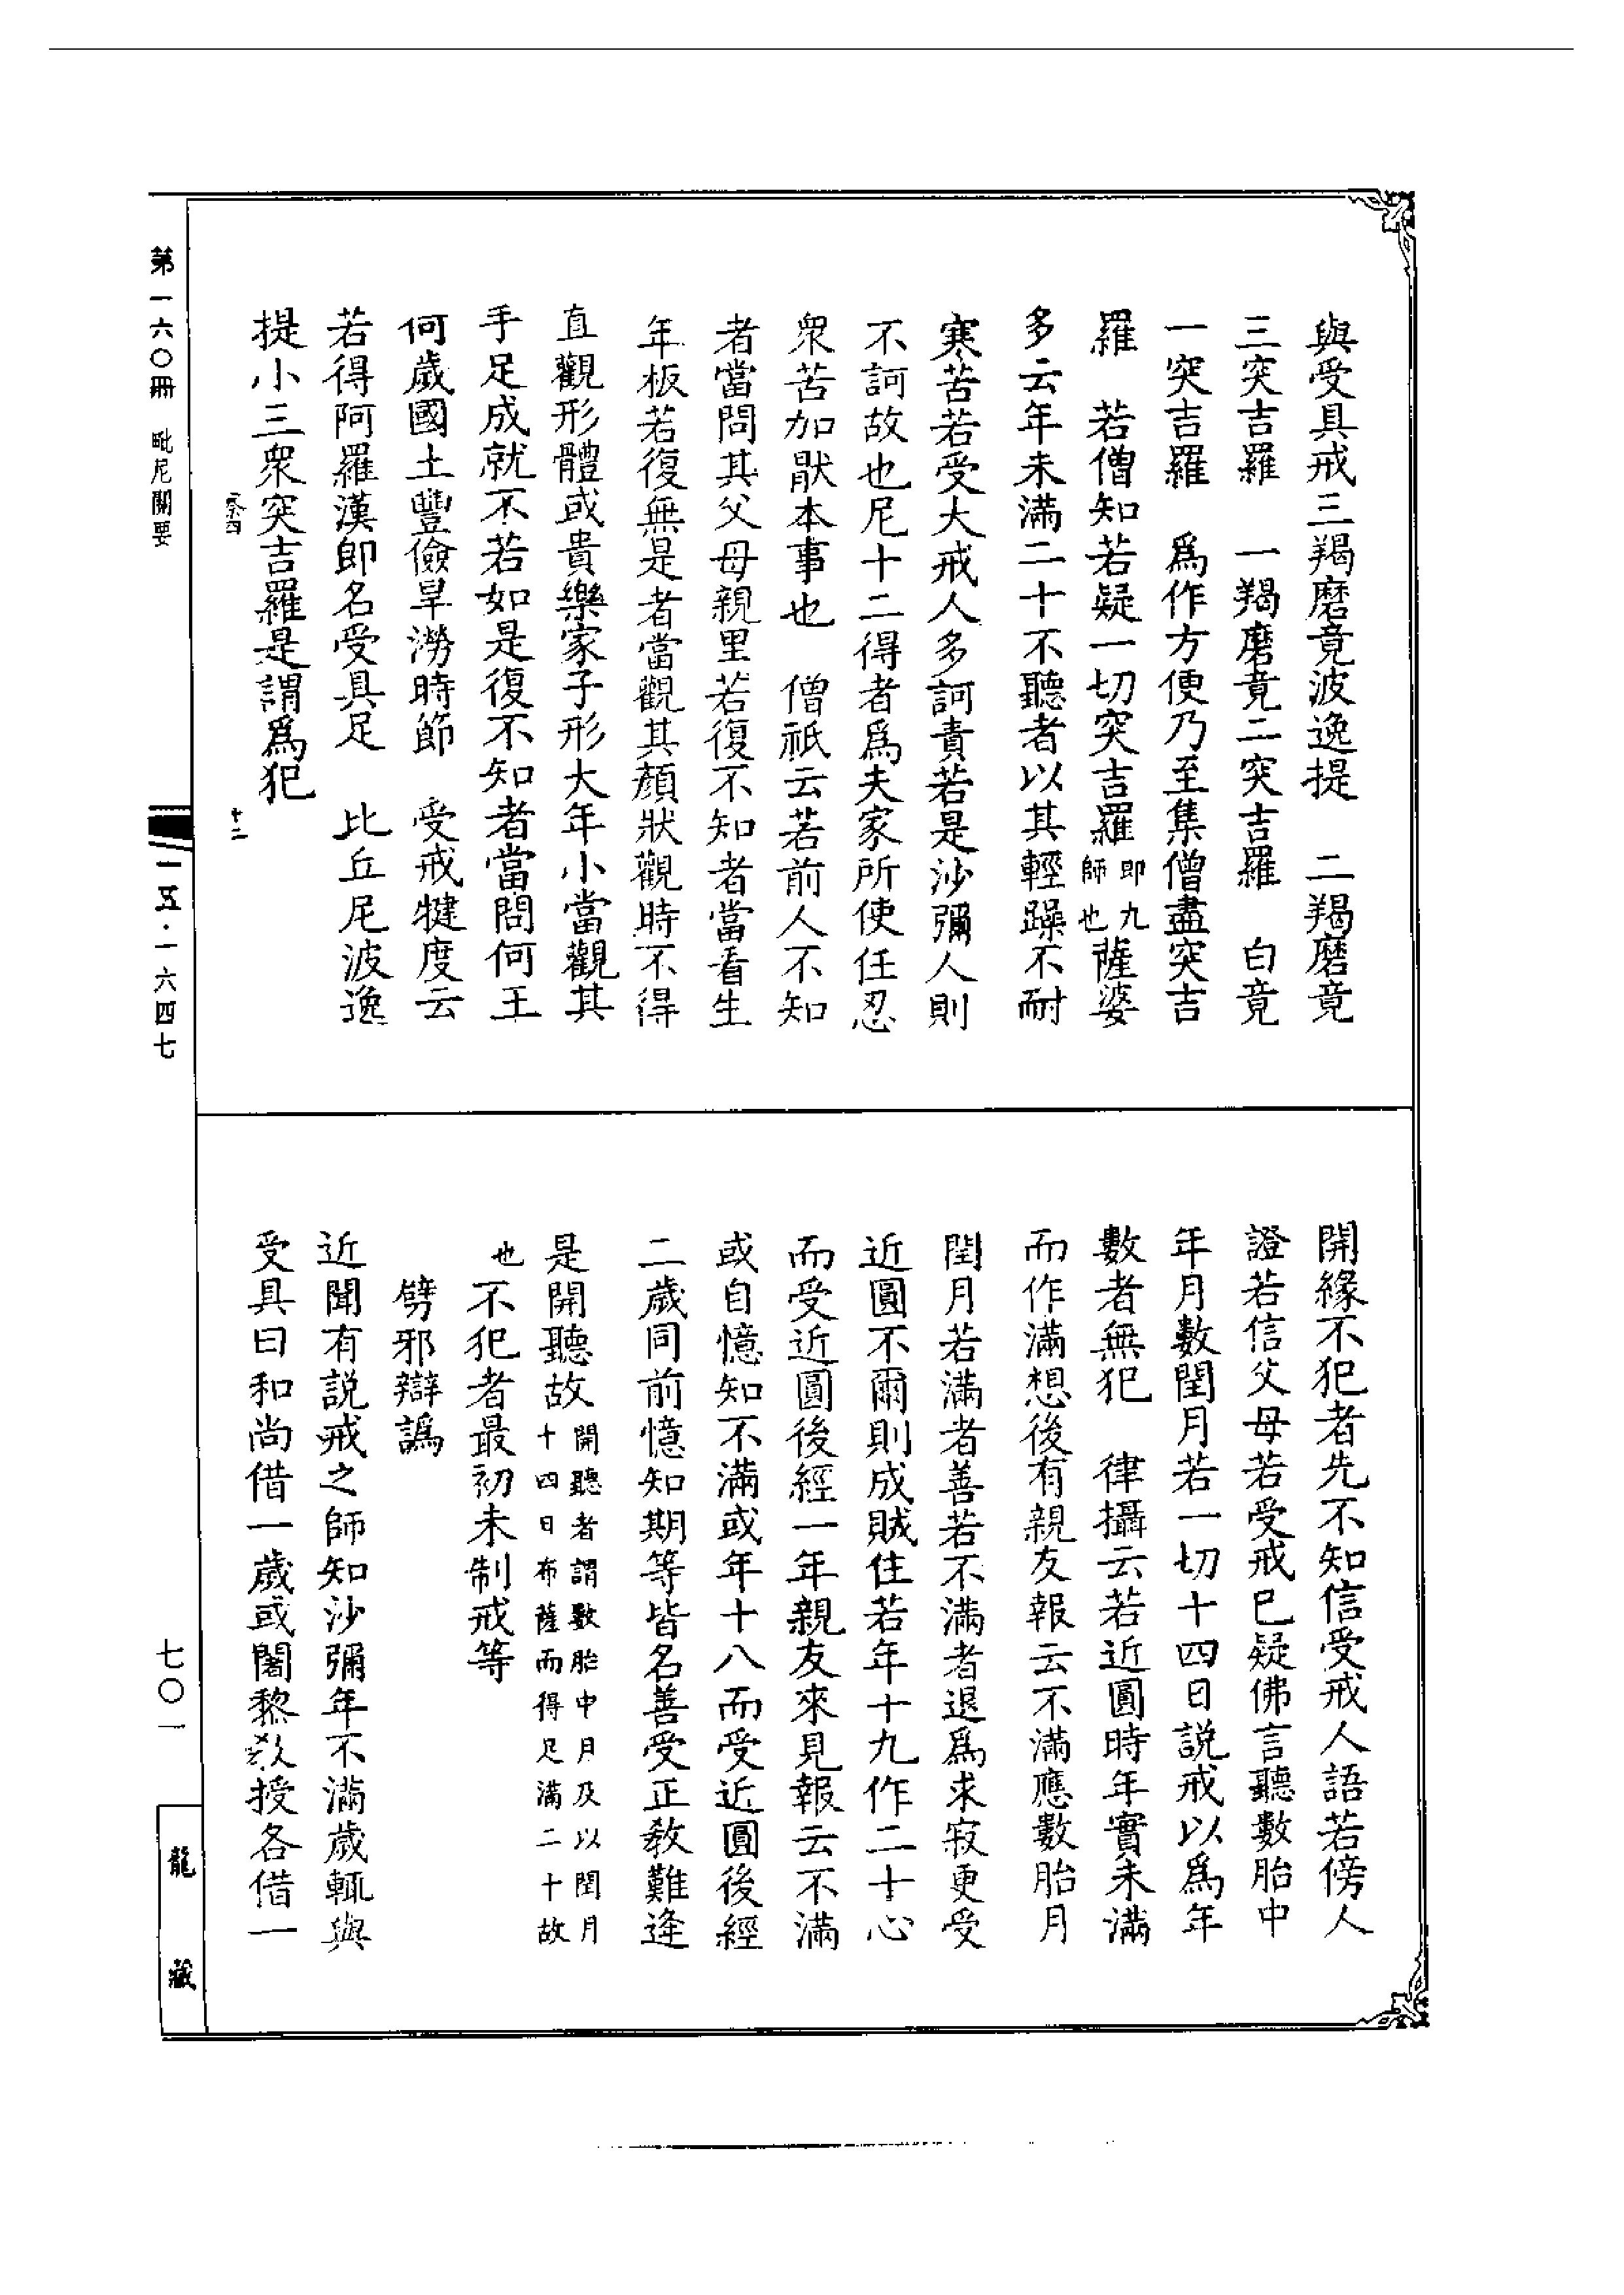 與受具戒三羯磨竟波逸提　二羯磨竟
三突吉羅　一羯磨竟二突吉羅　白竟
一突吉羅　爲作方便乃至集僧盡突吉
羅　若僧知若疑一切突吉羅即九師也薩婆
多云年未滿二十不聽者以其輕躁不耐
寒苦若受大戒人多訶責若是沙彌人則
不訶故也尼十二得者爲夫家所使任忍
衆苦加猒本事也　僧祇云若前人不知
者當問其父母親里若復不知者當看生
年板若復無是者當觀其顏狀觀時不得
直觀形體或貴樂家子形大年小當觀其
手足成就不若如是復不知者當問何王
何歲國土豐儉旱澇時節　受戒犍度云
若得阿羅漢即名受具足　比丘尼波逸
提小三衆突吉羅是謂爲犯
開緣不犯者先不知信受戒人語若傍人
證若信父母若受戒巳疑佛言聽數胎中
年月數閏月若一切十四日說戒以爲年
數者無犯　律攝云若近圓時年實未滿
而作滿想後有親友報云不滿應數胎月
閏月若滿者善若不滿者退爲求寂更受
近圓不爾則成賊住若年十九作二十心
而受近圓後經一年親友來見報云不滿
或自憶知不滿或年十八而受近圓後經
二歲同前憶知期等皆名善受正教難逢
是開聽故開聽者謂數胎中月及以閏月十四日布薩而得足滿二十故
也不犯者最初未制戒等
劈邪辯譌
近聞有說戒之師知沙彌年不滿歲輒與
受具曰和尚借一歲或闍黎教授各借一
第一六〇冊　毗尼關要
十二
一五·一六四七
七〇一
龍藏